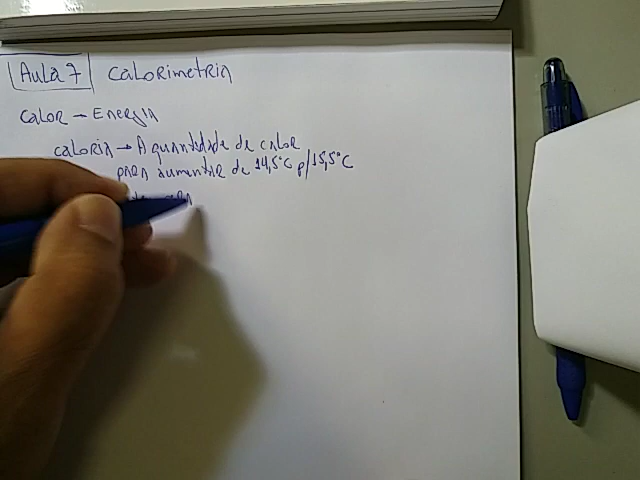 Aula 7 Calorimetria
Calor → Energia
caloria → A quantidade de calor
para aumentar de 14,5°C p/15,5°C